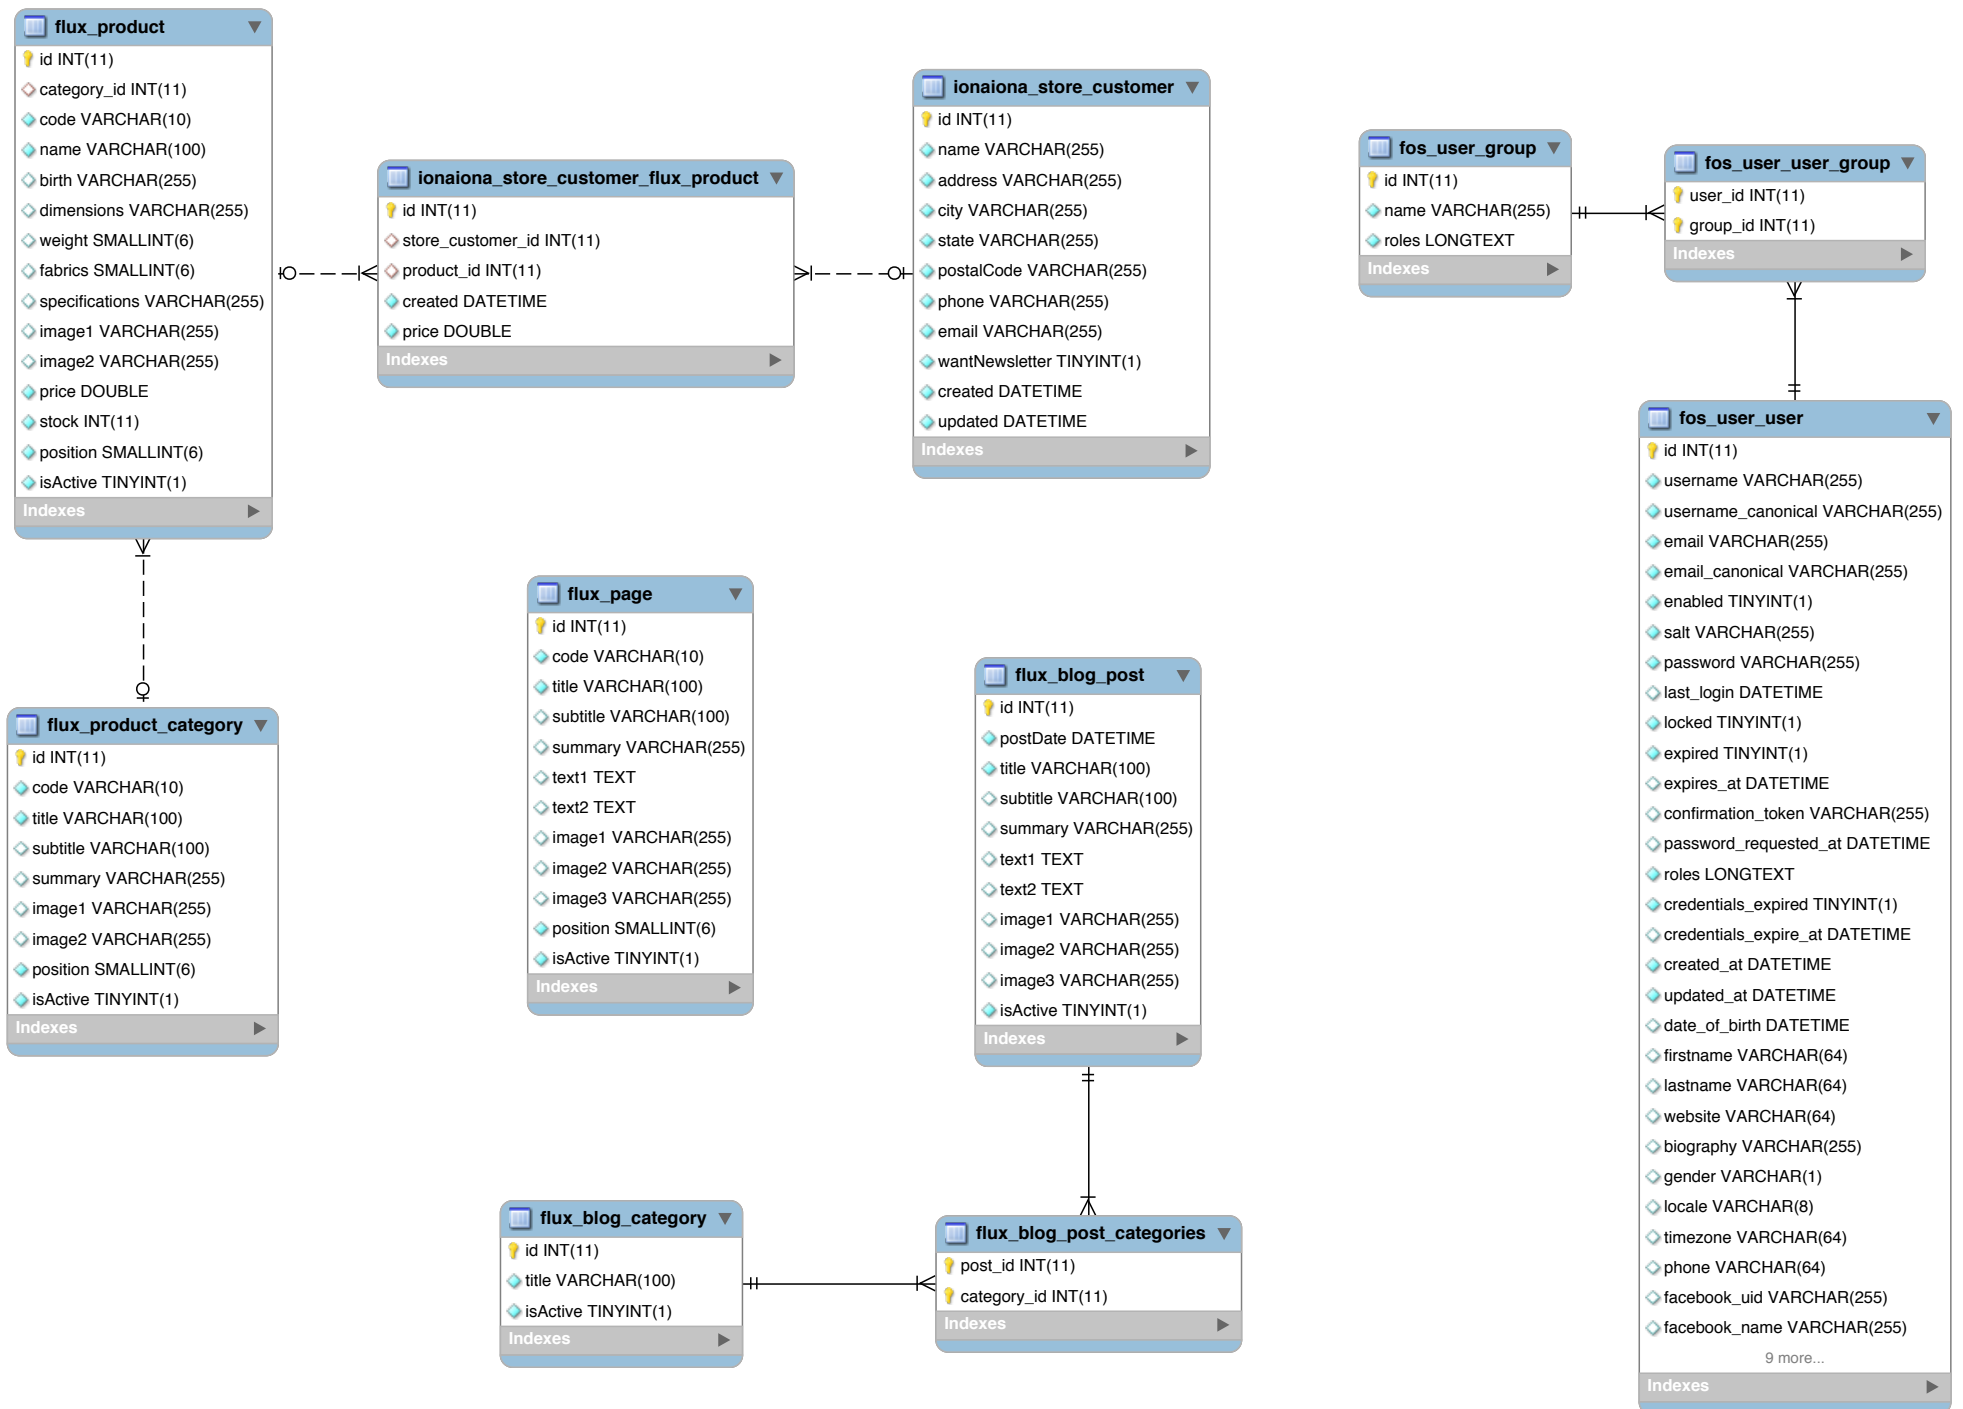 flux_product
id INT(11)
category_id INT(11)
code VARCHAR(10)
name VARCHAR(100)
birth VARCHAR(255)
dimensions VARCHAR(255)
weight SMALLINT(6)
fabrics SMALLINT(6)
specifications VARCHAR(255)
image1 VARCHAR(255)
image2 VARCHAR(255)
price DOUBLE
stock INT(11)
position SMALLINT(6)
isActive TINYINT(1)
Indexes
ionaiona_store_customer_flux_product
id INT(11)
store_customer_id INT(11)
product_id INT(11)
created DATETIME
price DOUBLE
Indexes
ionaiona_store_customer
id INT(11)
name VARCHAR(255)
address VARCHAR(255)
city VARCHAR(255)
state VARCHAR(255)
postalCode VARCHAR(255)
phone VARCHAR(255)
email VARCHAR(255)
wantNewsletter TINYINT(1)
created DATETIME
updated DATETIME
Indexes
fos_user_group
id INT(11)
name VARCHAR(255)
roles LONGTEXT
Indexes
fos_user_user_group
user_id INT(11)
group_id INT(11)
Indexes
fos_user_user
id INT(11)
username VARCHAR(255)
username_canonical VARCHAR(255)
email VARCHAR(255)
email_canonical VARCHAR(255)
enabled TINYINT(1)
salt VARCHAR(255)
password VARCHAR(255)
last_login DATETIME
locked TINYINT(1)
expired TINYINT(1)
expires_at DATETIME
confirmation_token VARCHAR(255)
password_requested_at DATETIME
roles LONGTEXT
credentials_expired TINYINT(1)
credentials_expire_at DATETIME
created_at DATETIME
updated_at DATETIME
date_of_birth DATETIME
firstname VARCHAR(64)
lastname VARCHAR(64)
website VARCHAR(64)
biography VARCHAR(255)
gender VARCHAR(1)
locale VARCHAR(8)
timezone VARCHAR(64)
phone VARCHAR(64)
facebook_uid VARCHAR(255)
facebook_name VARCHAR(255)
9 more...
Indexes
flux_product_category
id INT(11)
code VARCHAR(10)
title VARCHAR(100)
subtitle VARCHAR(100)
summary VARCHAR(255)
image1 VARCHAR(255)
image2 VARCHAR(255)
position SMALLINT(6)
isActive TINYINT(1)
Indexes
flux_page
id INT(11)
code VARCHAR(10)
title VARCHAR(100)
subtitle VARCHAR(100)
summary VARCHAR(255)
text1 TEXT
text2 TEXT
image1 VARCHAR(255)
image2 VARCHAR(255)
image3 VARCHAR(255)
position SMALLINT(6)
isActive TINYINT(1)
Indexes
flux_blog_post
id INT(11)
postDate DATETIME
title VARCHAR(100)
subtitle VARCHAR(100)
summary VARCHAR(255)
text1 TEXT
text2 TEXT
image1 VARCHAR(255)
image2 VARCHAR(255)
image3 VARCHAR(255)
isActive TINYINT(1)
Indexes
flux_blog_category
id INT(11)
title VARCHAR(100)
isActive TINYINT(1)
Indexes
flux_blog_post_categories
post_id INT(11)
category_id INT(11)
Indexes